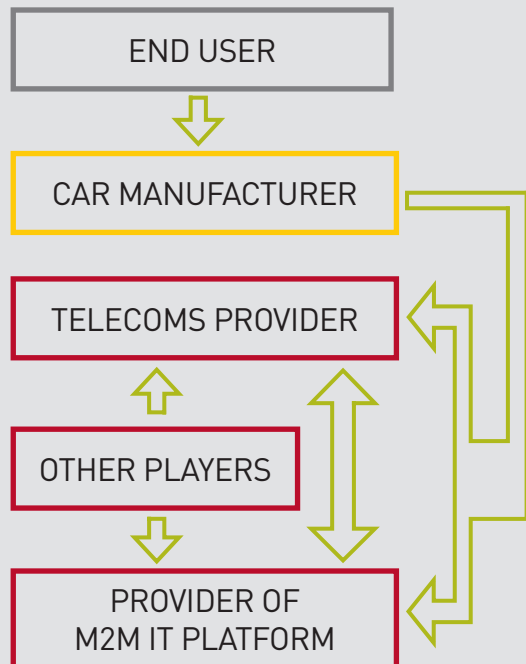 END USER
CAR MANUFACTURER
TELECOMS PROVIDER
OTHER PLAYERS
PROVIDER OF
M2M IT PLATFORM